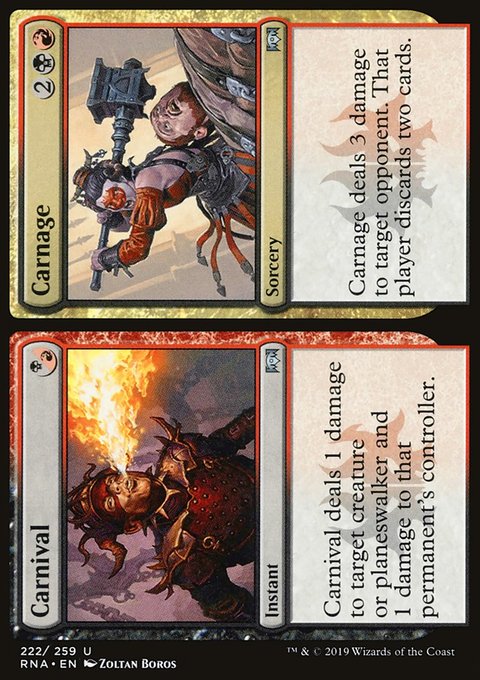 Carnival
Instant
Carnival deals 1 damage
to target creature
or planeswalker and
1 damage to that
permanent's controller.
Carnage 2
Sorcery
Carnage deals 3 damage
to target opponent. That
player discards two cards.
222/ 259 U
RNA • EN ZOLTAN BOROS
™ & © 2019 Wizards of the Coast